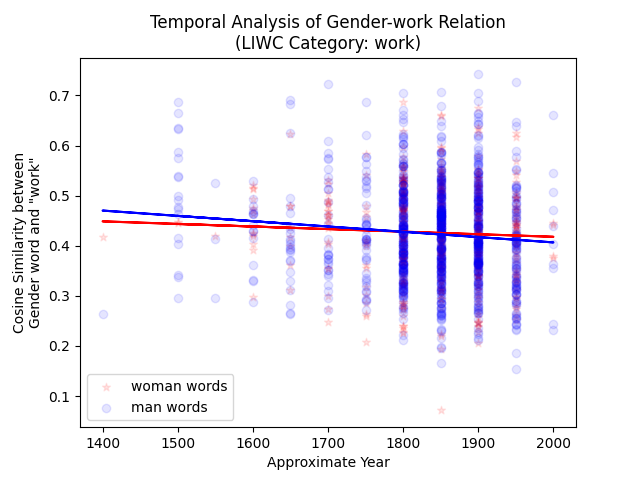 Temporal Analysis of Gender-work Relation
(LIWC Category: work)
Cosine Similarity between
Gender word and "work"
0.7
0.6
0.5
0.4
0.3
0.2
0.1
woman words
man words
1400 1500 1600 1700 1800 1900 2000
Approximate Year